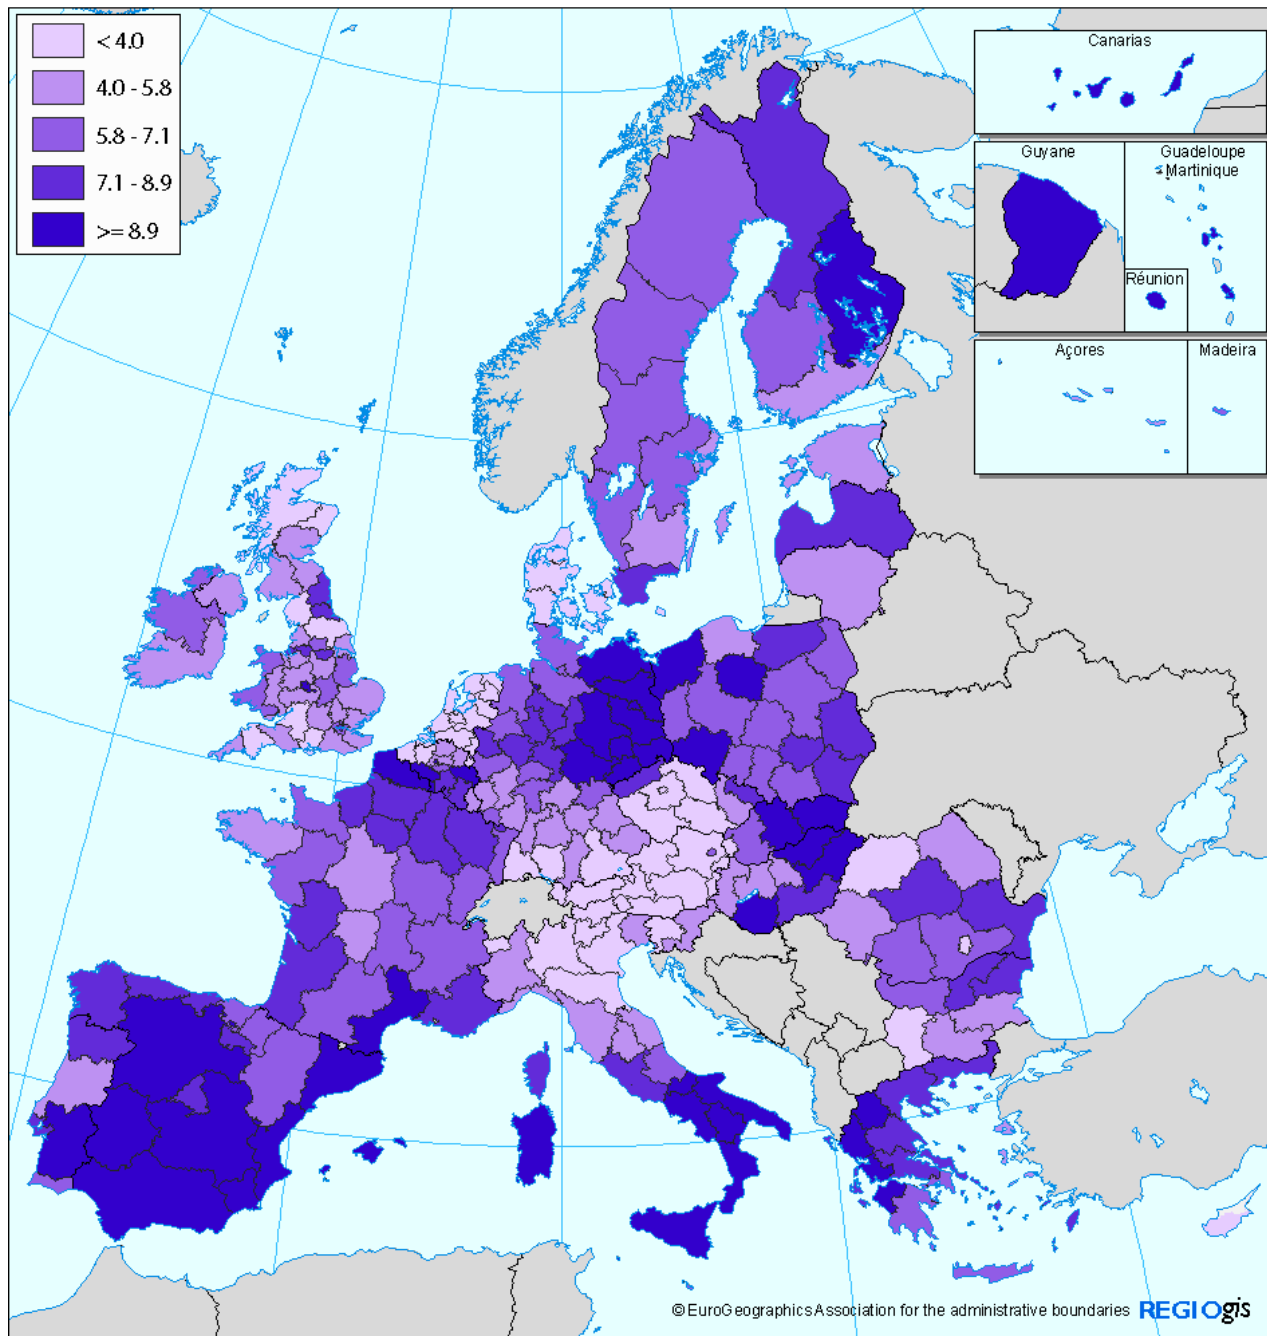 < 4.0
4.0 - 5.8
5.8 - 7.1
7.1 - 8.9
>= 8.9
Canarias
Guyane
Guadeloupe
Martinique
Réunion
Açores
Madeira
© EuroGeographics Association for the administrative boundaries REGIOgis